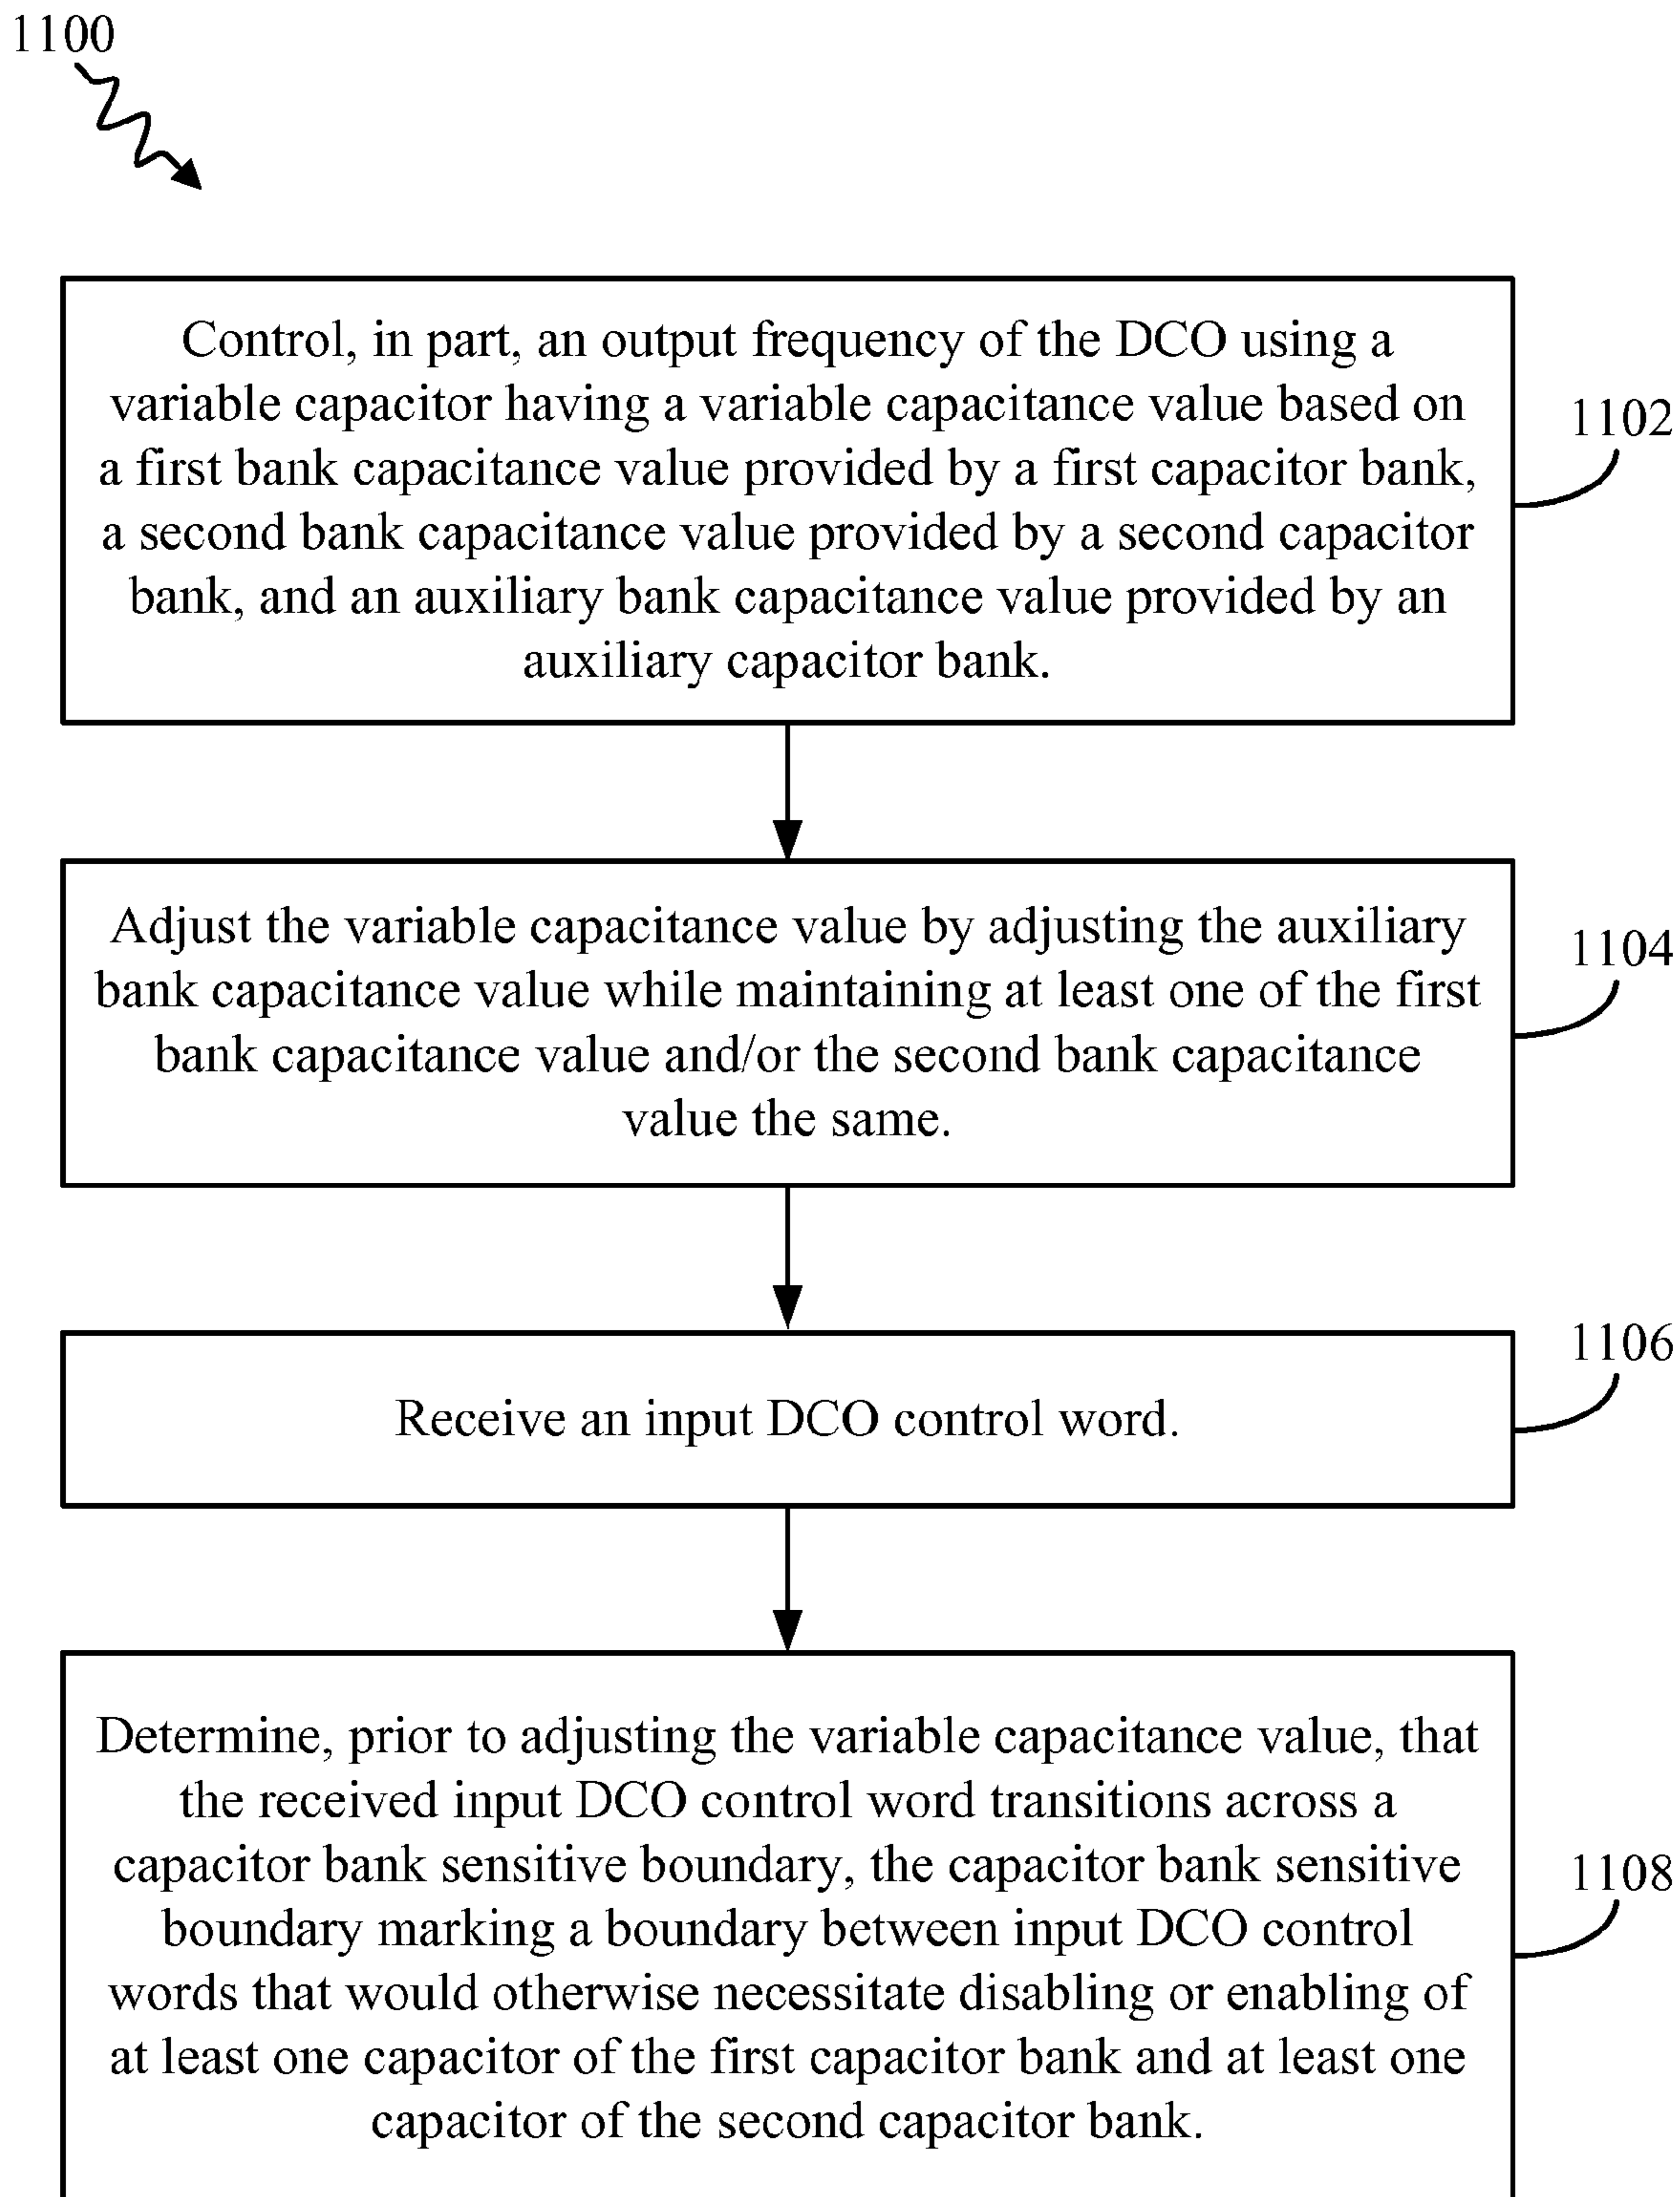 1100
Control, in part, an output frequency of the DCO using a
variable capacitor having a variable capacitance value based on
a first bank capacitance value provided by a first capacitor bank,
a second bank capacitance value provided by a second capacitor
bank, and an auxiliary bank capacitance value provided by an
auxiliary capacitor bank.
1102
Adjust the variable capacitance value by adjusting the auxiliary
bank capacitance value while maintaining at least one of the first
bank capacitance value and/or the second bank capacitance
value the same.
1104
Receive an input DCO control word.
1106
Determine, prior to adjusting the variable capacitance value, that
the received input DCO control word transitions across a
capacitor bank sensitive boundary, the capacitor bank sensitive
boundary marking a boundary between input DCO control
words that would otherwise necessitate disabling or enabling of
at least one capacitor of the first capacitor bank and at least one
capacitor of the second capacitor bank.
1108